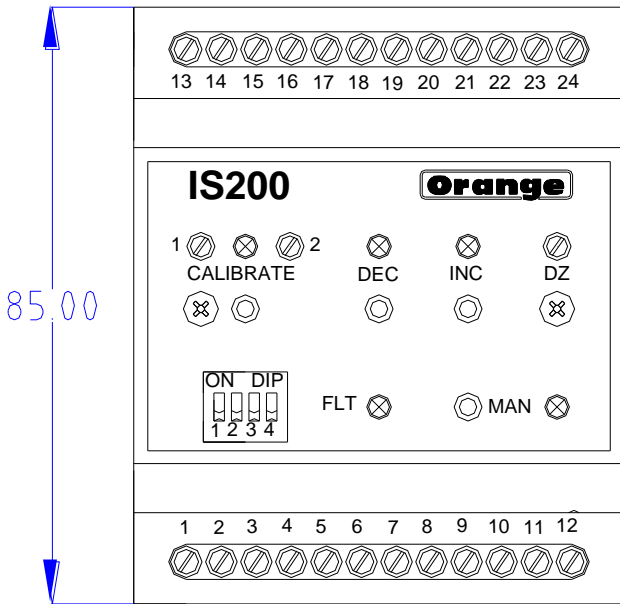 13 14 15 16 17 18 19 20 21 22 23 24
IS200 Orange
1 2
CALIBRATE DEC INC DZ
85.00
ON DIP
FLT MAN
1 2 3 4
1 2 3 4 5 6 7 8 9 10 11 12